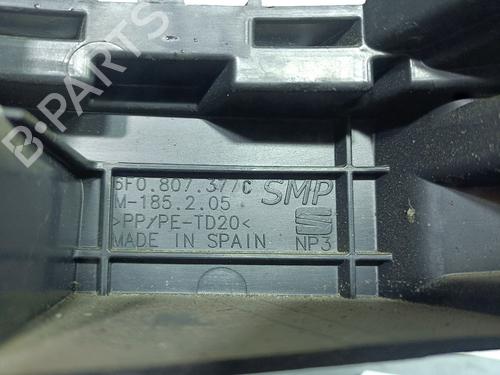 B-PARTS
6F0.807.377C SMP
M-185.2.05
>PP/PE-TD20<
MADE IN SPAIN NP3